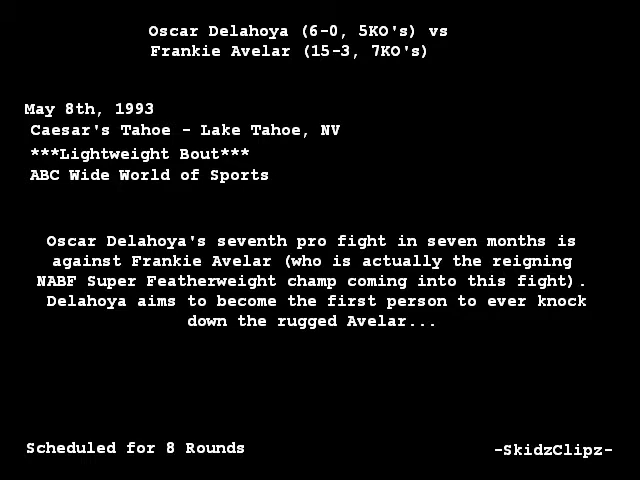 Oscar Delahoya (6-0, 5KO's) vs
Frankie Avelar (15-3, 7KO's)
May 8th, 1993
Caesar's Tahoe - Lake Tahoe, NV
***Lightweight Bout***
ABC Wide World of Sports
Oscar Delahoya's seventh pro fight in seven months is
against Frankie Avelar (who is actually the reigning
NABF Super Featherweight champ coming into this fight).
Delahoya aims to become the first person to ever knock
down the rugged Avelar...
Scheduled for 8 Rounds
-SkidzClipz-